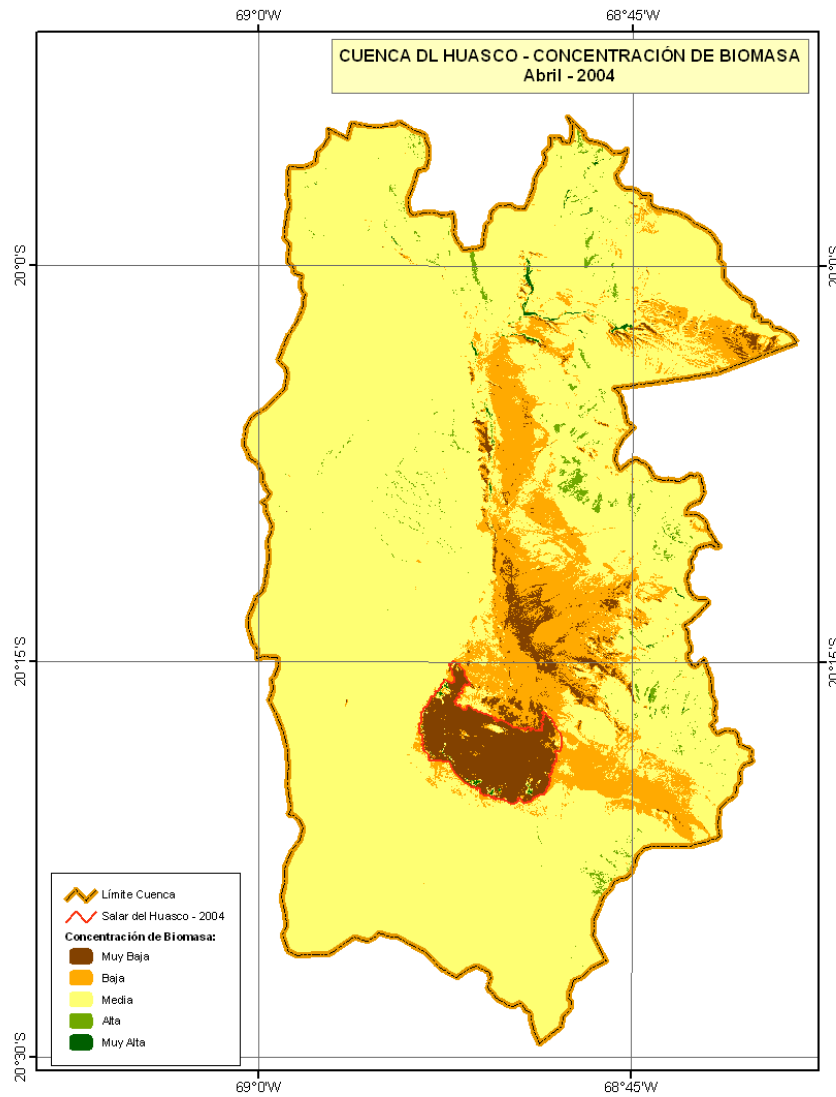 69°0'W
68°45'W
CUENCA DL HUASCO - CONCENTRACIÓN DE BIOMASA
Abril - 2004
20°0'S
20°0'S
20°15'S
20°15'S
Límite Cuenca
Salar del Huasco - 2004
Concentración de Biomasa:
Muy Baja
Baja
Media
Alta
Muy Alta
20°30'S
20°30'S
69°0'W
68°45'W